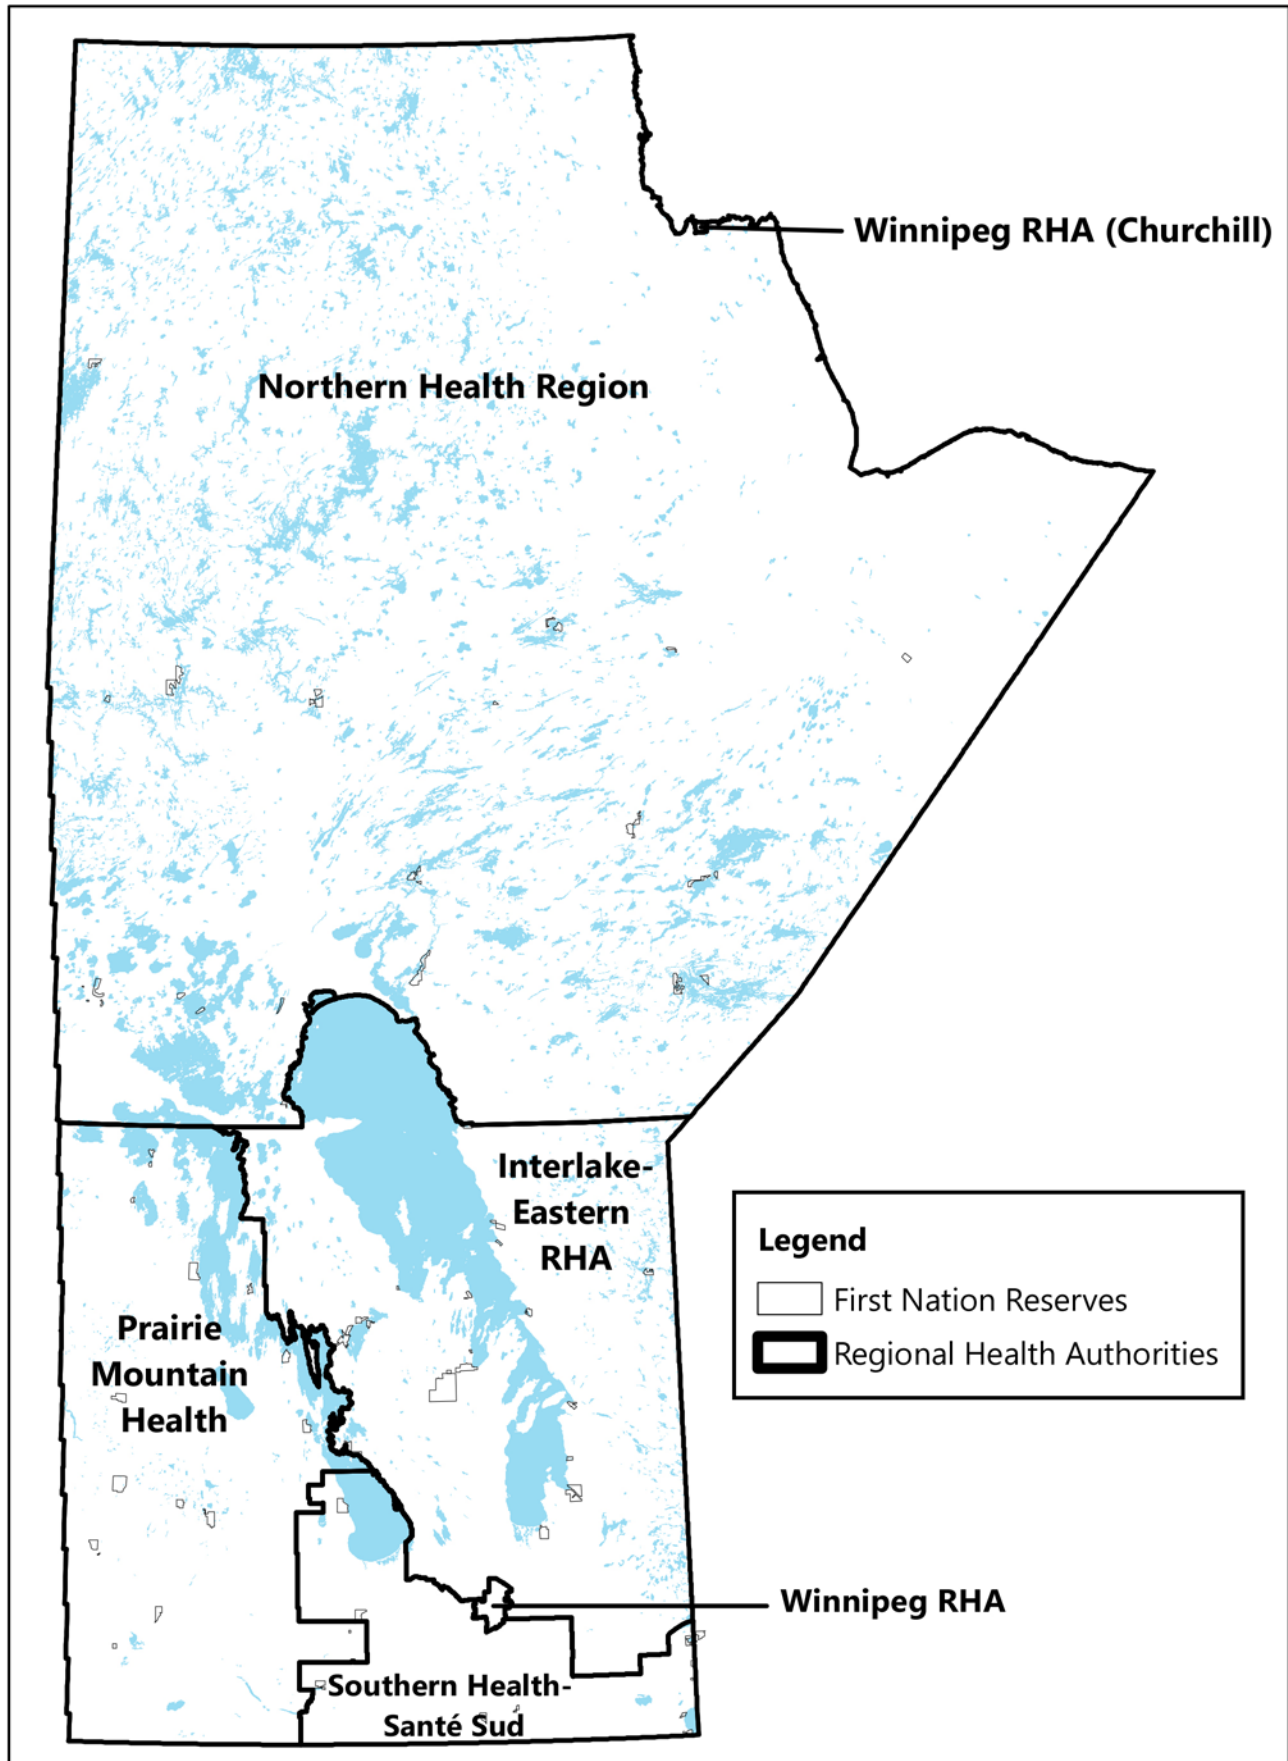 Winnipeg RHA (Churchill)
Northern Health Region
Interlake-
Eastern
RHA
Legend
First Nation Reserves
Regional Health Authorities
Prairie
Mountain
Health
Winnipeg RHA
Southern Health-
Santé Sud